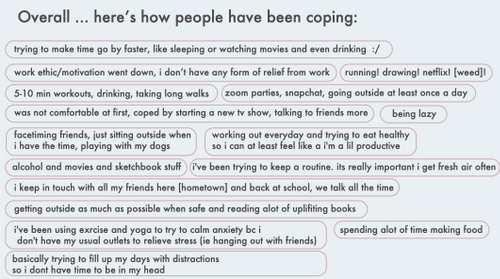 Overall ... here's how people have been coping:
trying to make time go by faster, like sleeping or watching movies and even drinking :/
work ethic/motivation went down, i don't have any form of relief from work
running! drawing! netflix! [weed]!
5-10 min workouts, drinking, taking long walks
zoom parties, snapchat, going outside at least once a day
was not comfortable at first, coped by starting a new tv show, talking to friends more
being lazy
facetiming friends, just sitting outside when
i have the time, playing with my dogs
working out everyday and trying to eat healthy
so i can at least feel like a i'm a lil productive
alcohol and movies and sketchbook stuff
i've been trying to keep a routine. its really important i get fresh air often
i keep in touch with all my friends here [hometown] and back at school, we talk all the time
getting outside as much as possible when safe and reading alot of uplifiting books
i've been using exrcise and yoga to try to calm anxiety bc i
don't have my usual outlets to relieve stress (ie hanging out with friends)
spending alot of time making food
basically trying to fill up my days with distractions
so i dont have time to be in my head